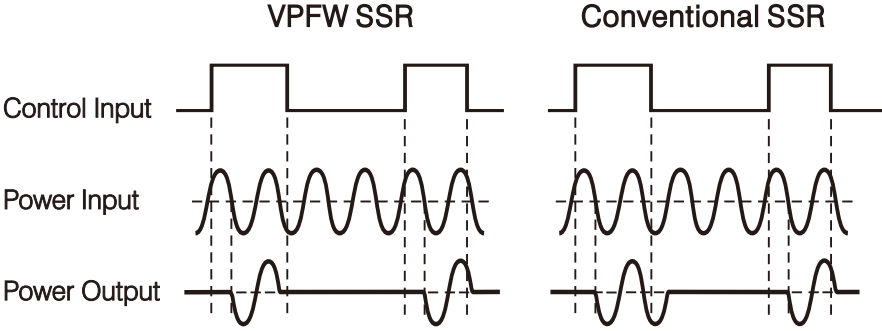 VPFW SSR
Conventional SSR
Control Input
Power Input
Power Output